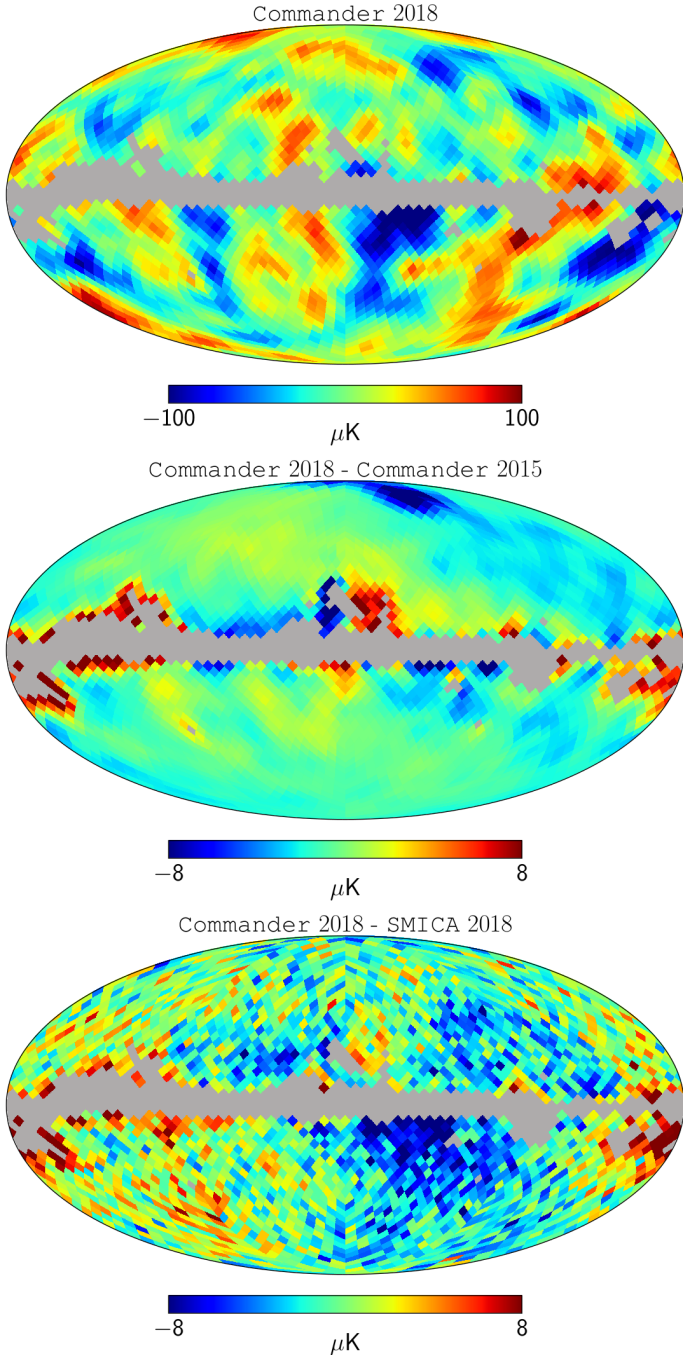 Commander 2018
−100 100
μK
Commander 2018 - Commander 2015
−8 8
μK
Commander 2018 - SMICA 2018
−8 8
μK